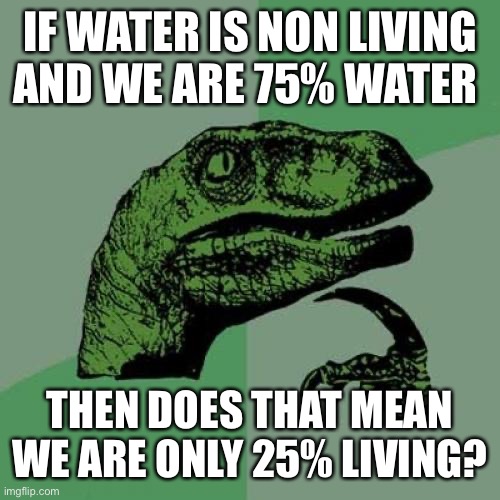 IF WATER IS NON LIVING
AND WE ARE 75% WATER
THEN DOES THAT MEAN
WE ARE ONLY 25% LIVING?
imgflip.com